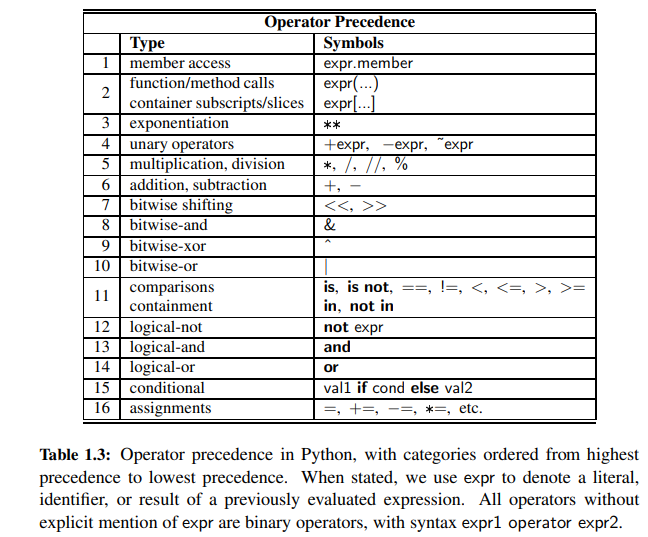 Operator Precedence
Type Symbols
1 member access expr.member
2 function/method calls expr(...)
container subscripts/slices expr[...]
3 exponentiation **
4 unary operators +expr, −expr, ˜expr
5 multiplication, division *, /, //, %
6 addition, subtraction +, −
7 bitwise shifting <<, >>
8 bitwise-and &
9 bitwise-xor ^
10 bitwise-or |
11 comparisons is, is not, ==, !=, <, <=, >, >=
containment in, not in
12 logical-not not expr
13 logical-and and
14 logical-or or
15 conditional val1 if cond else val2
16 assignments =, +=, −=, *=, etc.
Table 1.3: Operator precedence in Python, with categories ordered from highest
precedence to lowest precedence. When stated, we use expr to denote a literal,
identifier, or result of a previously evaluated expression. All operators without
explicit mention of expr are binary operators, with syntax expr1 operator expr2.